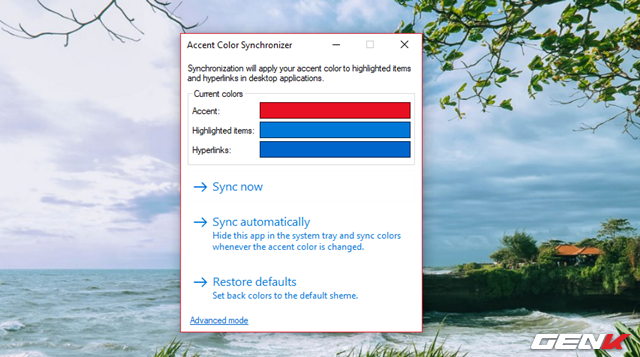 Accent Color Synchronizer
Synchronization will apply your accent color to highlighted items
and hyperlinks in desktop applications.
Current colors
Accent:
Highlighted items:
Hyperlinks:
Sync now
Sync automatically
Hide this app in the system tray and sync colors
whenever the accent color is changed.
Restore defaults
Set back colors to the default sheme.
Advanced mode
GENK